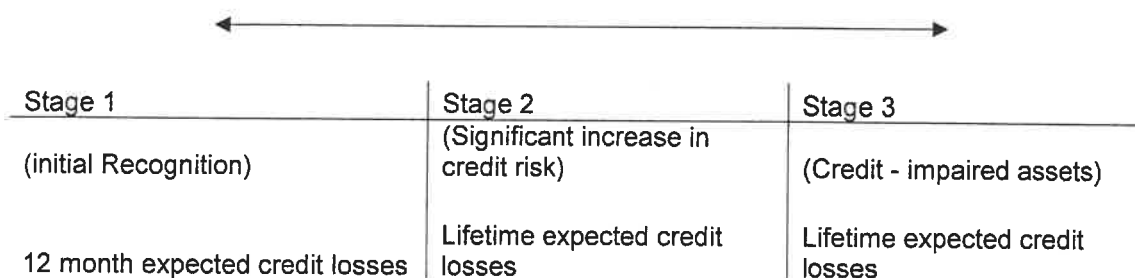 Stage 1
Stage 2
Stage 3
(initial Recognition)
(Significant increase in
credit risk)
(Credit - impaired assets)
12 month expected credit losses
Lifetime expected credit
losses
Lifetime expected credit
losses